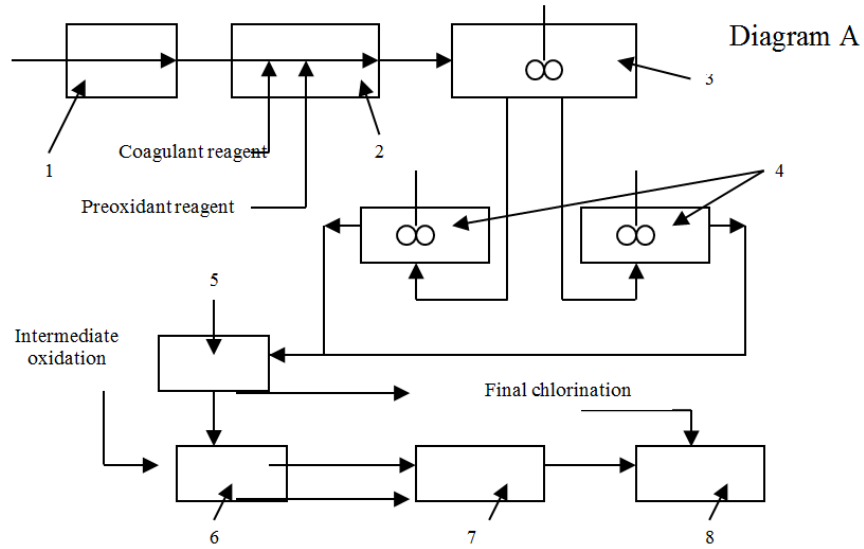 Diagram A
3
1
Coagulant reagent
2
Preoxidant reagent
4
5
Intermediate
oxidation
Final chlorination
6
7
8